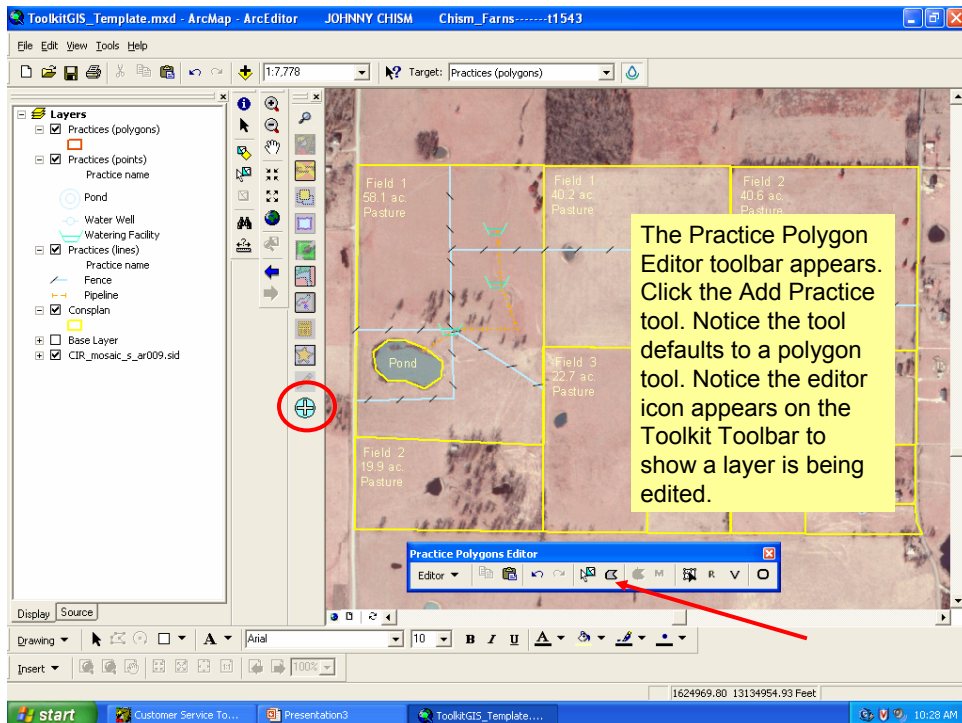 ToolkitGIS_Template.mxd - ArcMap - ArcEditor JOHNNY CHISM Chism_Farns-------t1543
File Edit View Tools Help
1:7,778 Target: Practices (polygons)
Layers
Practices (polygons)
Practices (points)
Practice name
Pond
Water Well
Watering Facility
Practices (lines)
Practice name
Fence
Pipeline
Consplan
Base Layer
CIR_mosaic_s_ar009.sid
Display Source
Field 1
58.1 ac.
Pasture
Field 1
40.2 ac.
Pasture
Field 2
40.6 ac.
Pasture
Pond
Field 3
22.7 ac.
Pasture
Field 2
19.9 ac.
Pasture
The Practice Polygon
Editor toolbar appears.
Click the Add Practice
tool. Notice the tool
defaults to a polygon
tool. Notice the editor
icon appears on the
Toolkit Toolbar to
show a layer is being
edited.
Practice Polygons Editor
Editor M R V
Drawing A Arial 10 B I U A
Insert 100%
1624969.80 13134954.93 Feet
start Customer Service To... Presentation3 ToolkitGIS_Template.... 10:28 AM